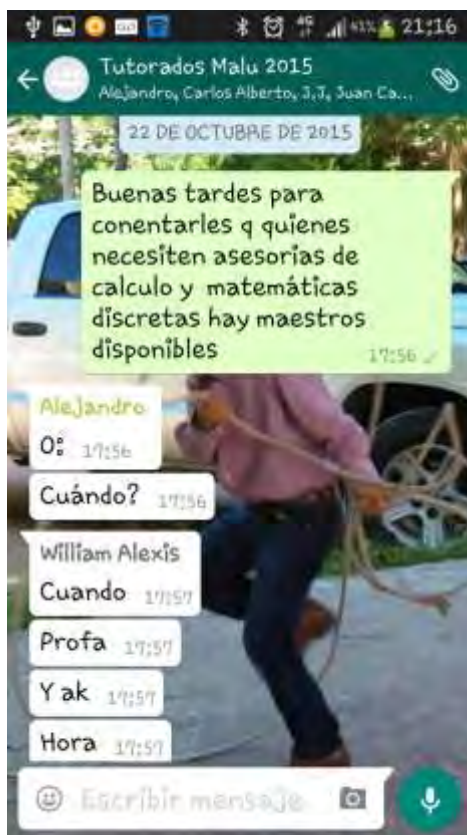 4G 41% 21:16
Tutorados Malu 2015
Alejandro, Carlos Alberto, J,J, Juan Ca...
22 DE OCTUBRE DE 2015
Buenas tardes para
conentarles q quienes
necesiten asesorias de
calculo y matemáticas
discretas hay maestros
disponibles
17:56
Alejandro
O: 17:56
Cuándo? 17:56
William Alexis
Cuando 17:57
Profa 17:57
Y ak 17:57
Hora 17:57
Escribir mensaje